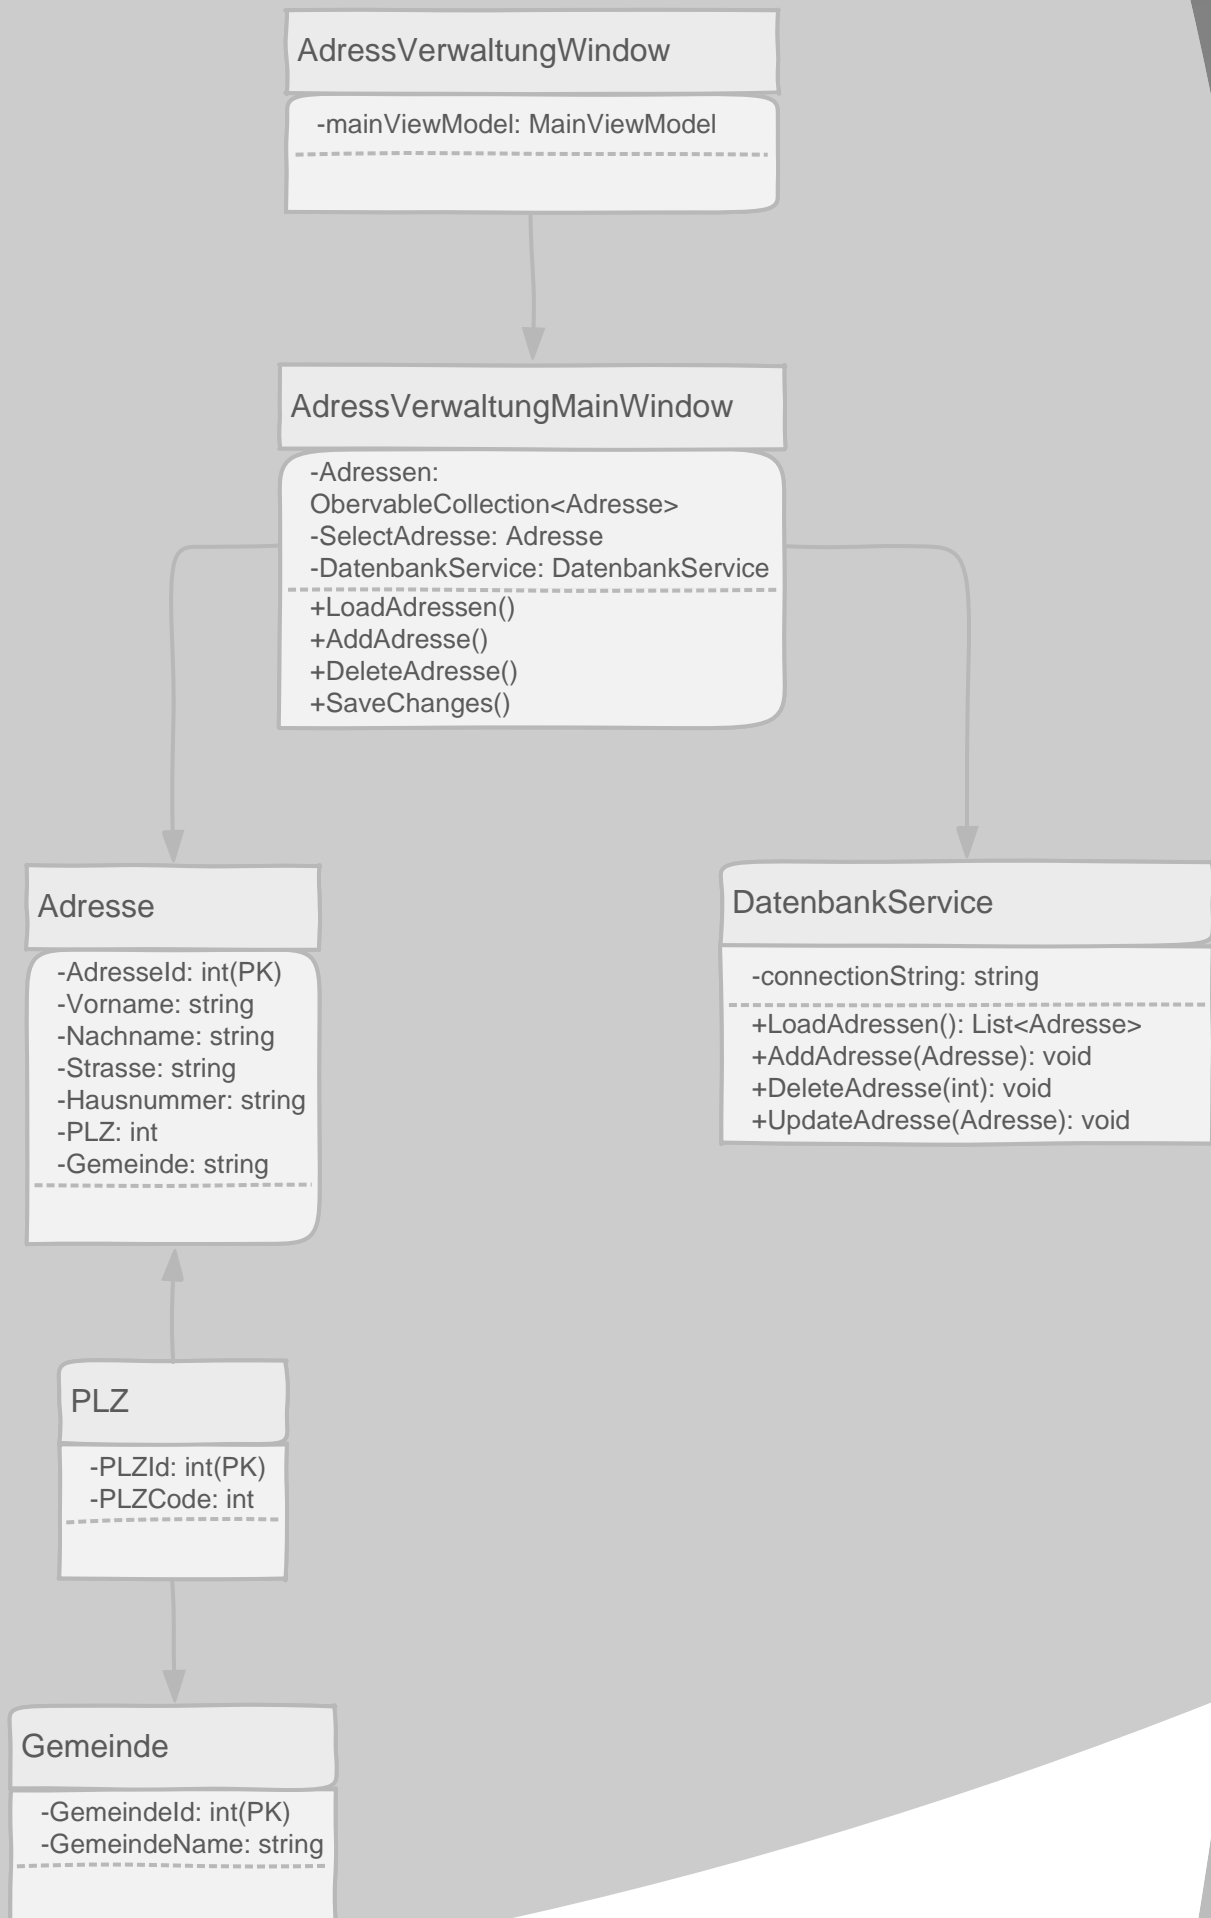 AdressVerwaltungWindow
-mainViewModel: MainViewModel
AdressVerwaltungMainWindow
-Adressen:
ObervableCollection<Adresse>
-SelectAdresse: Adresse
-DatenbankService: DatenbankService
+LoadAdressen()
+AddAdresse()
+DeleteAdresse()
+SaveChanges()
Adresse
-AdresseId: int(PK)
-Vorname: string
-Nachname: string
-Strasse: string
-Hausnummer: string
-PLZ: int
-Gemeinde: string
DatenbankService
-connectionString: string
+LoadAdressen(): List<Adresse>
+AddAdresse(Adresse): void
+DeleteAdresse(int): void
+UpdateAdresse(Adresse): void
PLZ
-PLZId: int(PK)
-PLZCode: int
Gemeinde
-GemeindeId: int(PK)
-GemeindeName: string